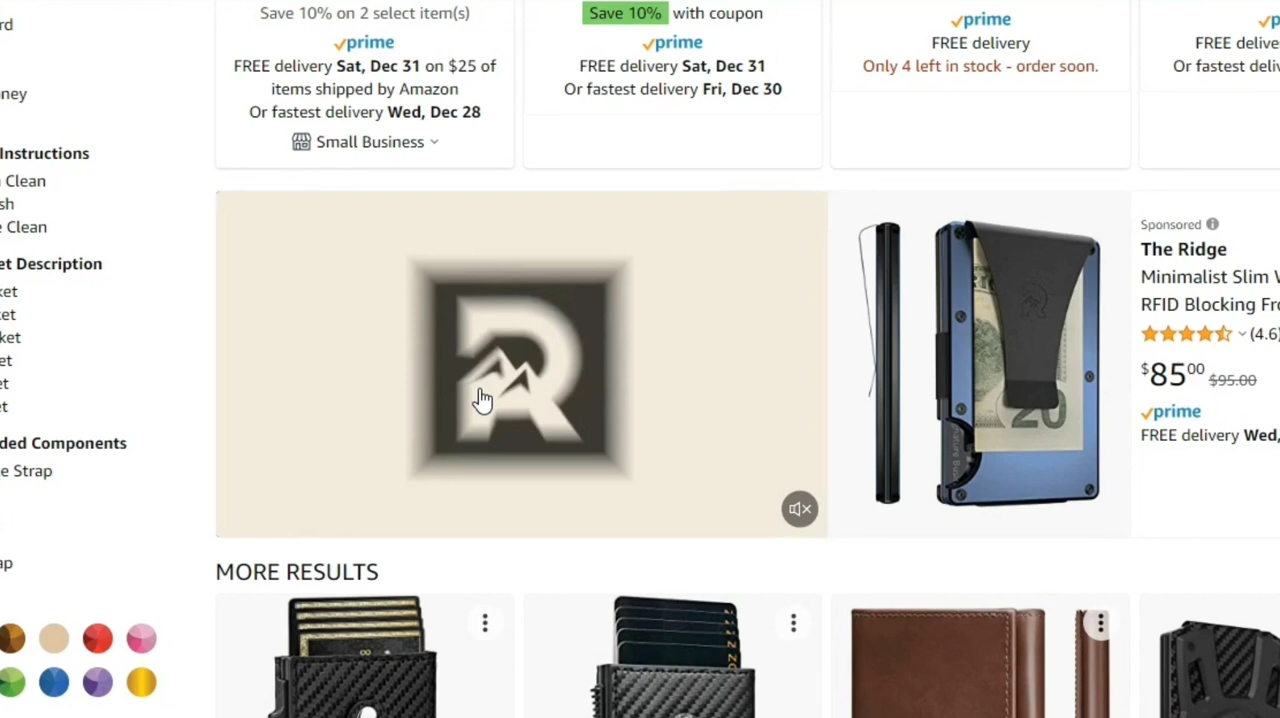 rd
ney
Instructions
Clean
sh
e Clean
et Description
ket
et
ket
et
et
t
ded Components
e Strap
ap
Save 10% on 2 select item(s)
prime
FREE delivery Sat, Dec 31 on $25 of
items shipped by Amazon
Or fastest delivery Wed, Dec 28
Small Business
Save 10% with coupon
prime
FREE delivery Sat, Dec 31
Or fastest delivery Fri, Dec 30
prime
FREE delivery
Only 4 left in stock - order soon.
p
FREE delive
Or fastest deliv
R
20
Sponsored
The Ridge
Minimalist Slim W
RFID Blocking Fro
(4.6)
$8500 $95.00
prime
FREE delivery Wed,
MORE RESULTS